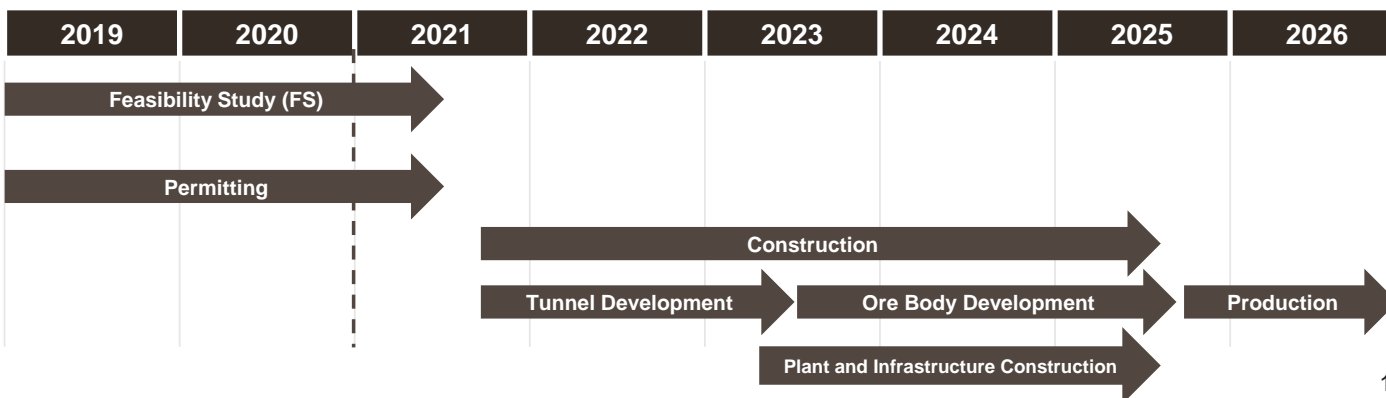 2019 2020 2021 2022 2023 2024 2025 2026
Feasibility Study (FS)
Permitting
Construction
Tunnel Development Ore Body Development Production
Plant and Infrastructure Construction